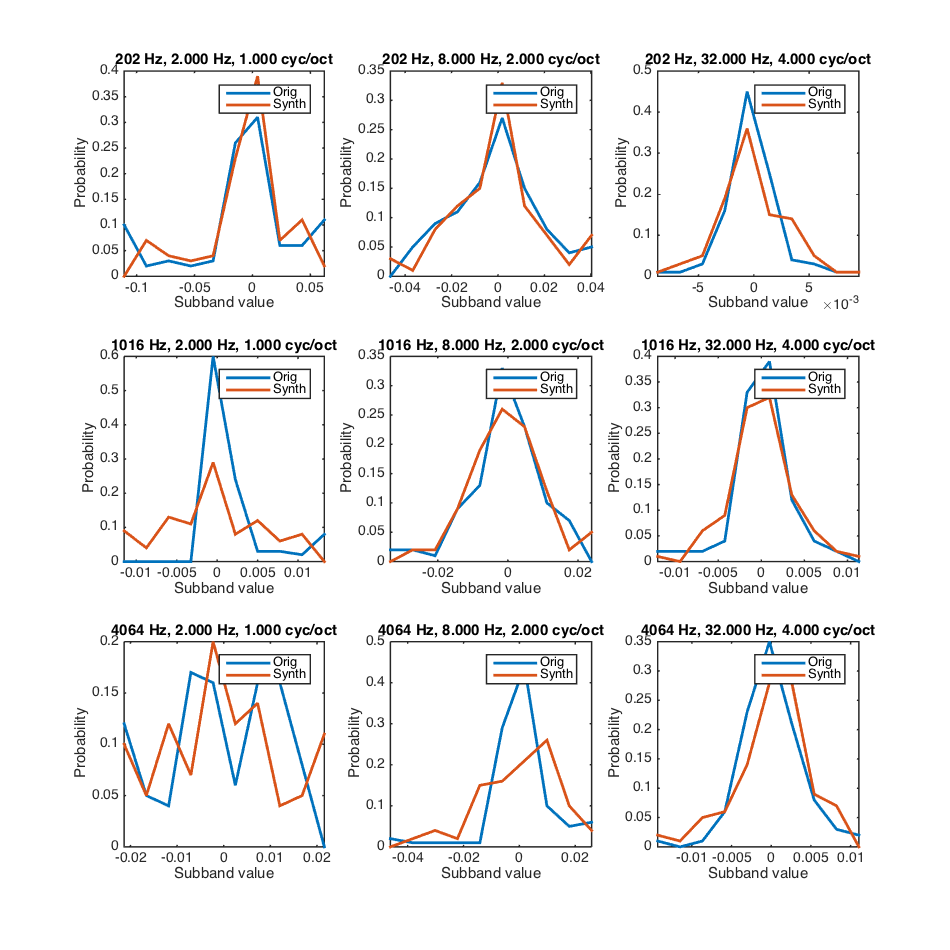 202 Hz, 2.000 Hz, 1.000 cyc/oct
0.4
0.35
0.3
0.25
0.2
0.15
0.1
0.05
0
Probability
Orig
Synth
-0.1 -0.05 0 0.05
Subband value
202 Hz, 8.000 Hz, 2.000 cyc/oct
0.35
0.3
0.25
0.2
0.15
0.1
0.05
0
Probability
Orig
Synth
-0.04 -0.02 0 0.02 0.04
Subband value
202 Hz, 32.000 Hz, 4.000 cyc/oct
0.5
0.4
0.3
0.2
0.1
0
Probability
Orig
Synth
-5 0 5
Subband value ×10-3
1016 Hz, 2.000 Hz, 1.000 cyc/oct
0.6
0.5
0.4
0.3
0.2
0.1
0
Probability
Orig
Synth
-0.01 -0.005 0 0.005 0.01
Subband value
1016 Hz, 8.000 Hz, 2.000 cyc/oct
0.35
0.3
0.25
0.2
0.15
0.1
0.05
0
Probability
Orig
Synth
-0.02 0 0.02
Subband value
1016 Hz, 32.000 Hz, 4.000 cyc/oct
0.4
0.35
0.3
0.25
0.2
0.15
0.1
0.05
0
Probability
Orig
Synth
-0.01 -0.005 0 0.005 0.01
Subband value
4064 Hz, 2.000 Hz, 1.000 cyc/oct
0.2
0.15
0.1
0.05
0
Probability
Orig
Synth
-0.02 -0.01 0 0.01 0.02
Subband value
4064 Hz, 8.000 Hz, 2.000 cyc/oct
0.5
0.4
0.3
0.2
0.1
0
Probability
Orig
Synth
-0.04 -0.02 0 0.02
Subband value
4064 Hz, 32.000 Hz, 4.000 cyc/oct
0.35
0.3
0.25
0.2
0.15
0.1
0.05
0
Probability
Orig
Synth
-0.01 -0.005 0 0.005 0.01
Subband value